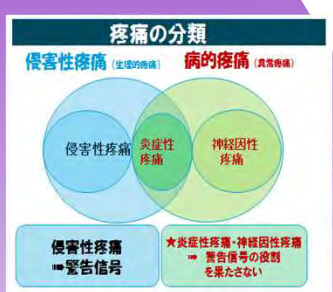 疼痛の分類
侵害性疼痛（生理的疼痛） 病的疼痛（異常疼痛）
侵害性疼痛
炎症性
疼痛
神経因性
疼痛
侵害性疼痛
➡警告信号
★炎症性疼痛・神経因性疼痛
➡ 警告信号の役割
を果たさない